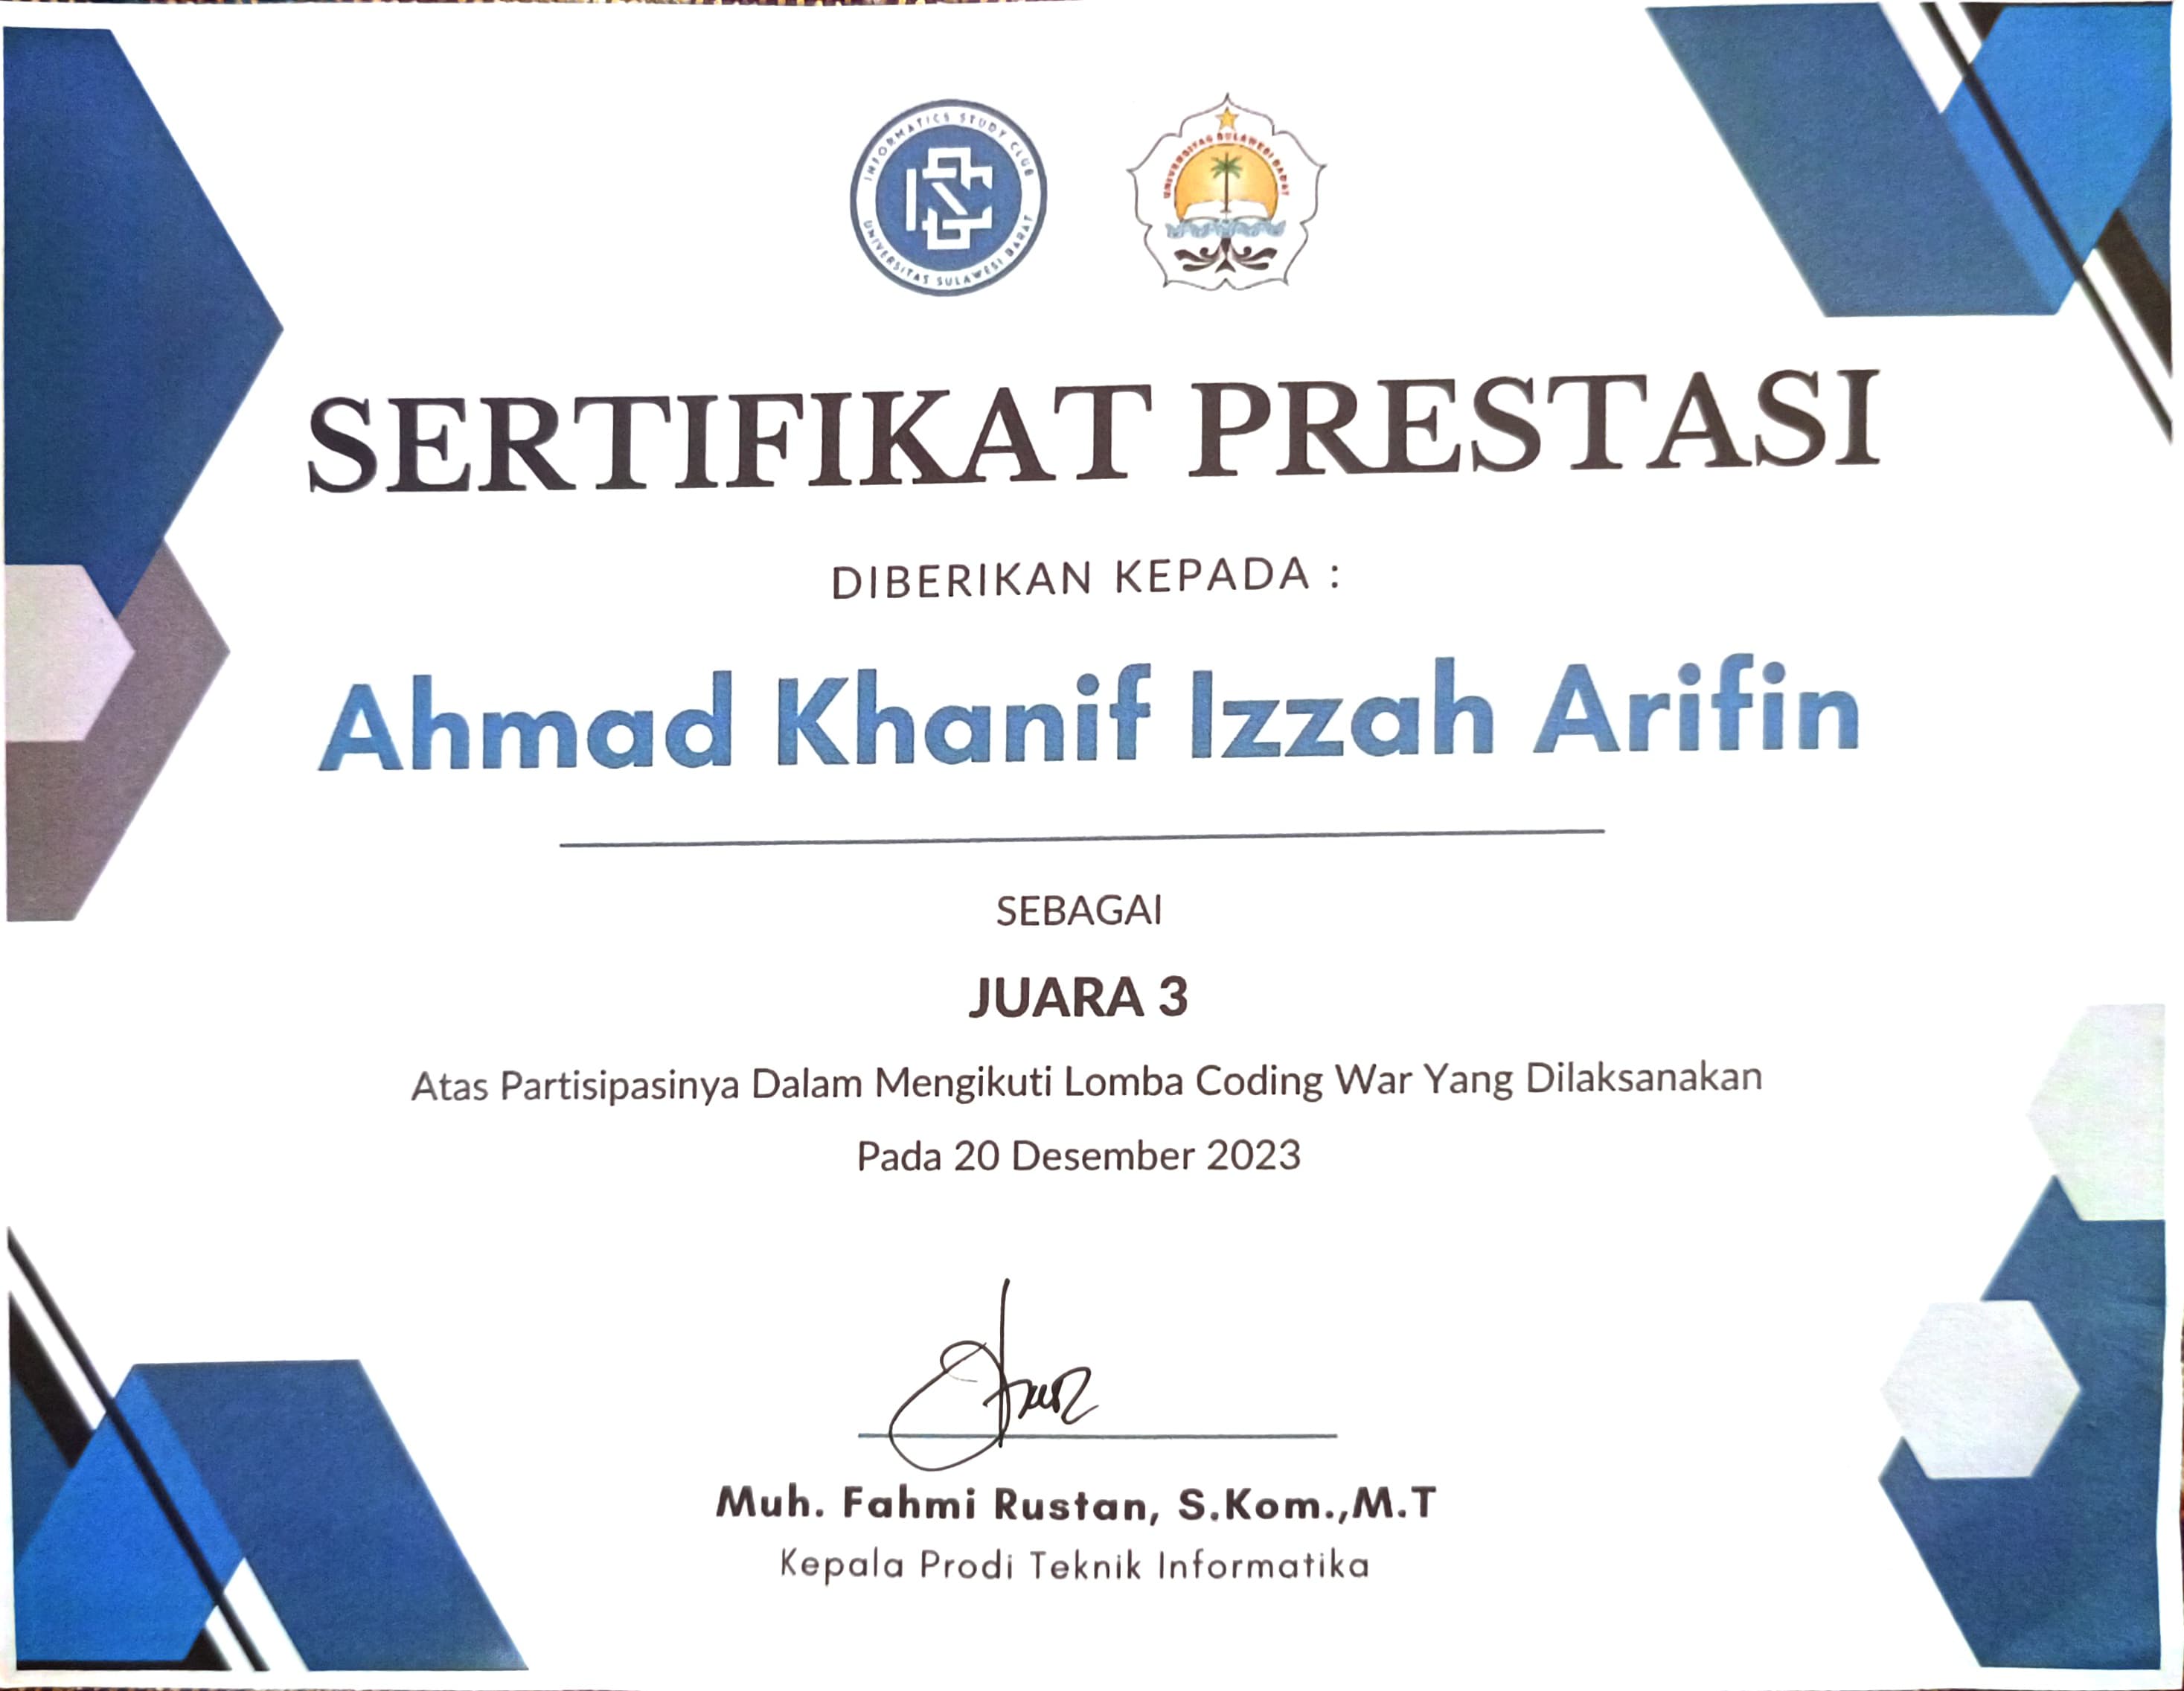 INFORMATICS STUDY CLUB
UNIVERSITAS SULAWESI BARAT
UNIVERSITAS SULAWESI BARAT
SERTIFIKAT PRESTASI
DIBERIKAN KEPADA :
Ahmad Khanif Izzah Arifin
SEBAGAI
JUARA 3
Atas Partisipasinya Dalam Mengikuti Lomba Coding War Yang Dilaksanakan
Pada 20 Desember 2023
Muh. Fahmi Rustan, S.Kom.,M.T
Kepala Prodi Teknik Informatika